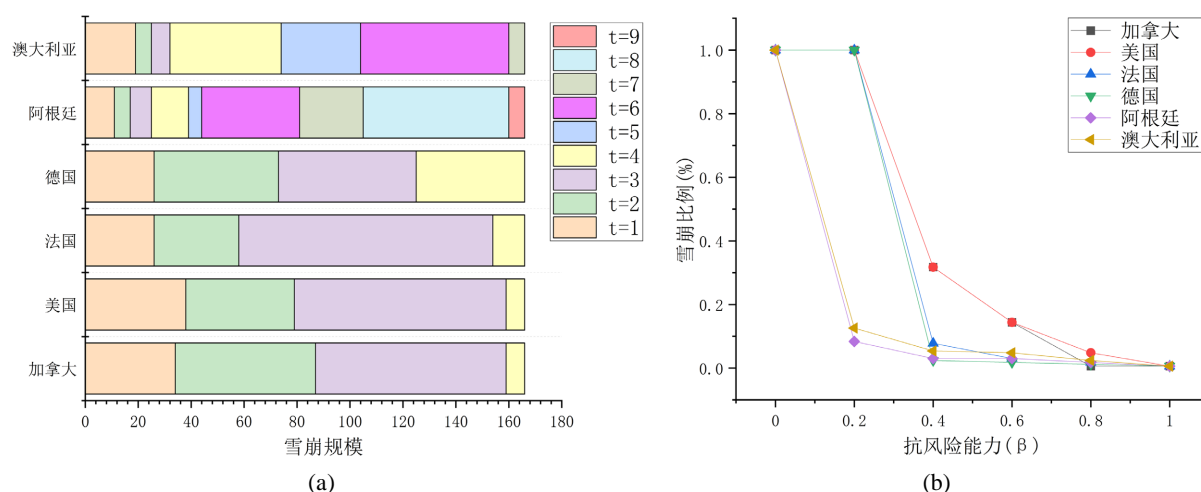 澳大利亚
阿根廷
德国
法国
美国
加拿大
0 20 40 60 80 100 120 140 160 180
雪崩规模
t=9
t=8
t=7
t=6
t=5
t=4
t=3
t=2
t=1
(a)
1.0
0.8
0.6
0.4
0.2
0.0
雪崩比例(%)
0 0.2 0.4 0.6 0.8 1
抗风险能力(β)
加拿大
美国
法国
德国
阿根廷
澳大利亚
(b)